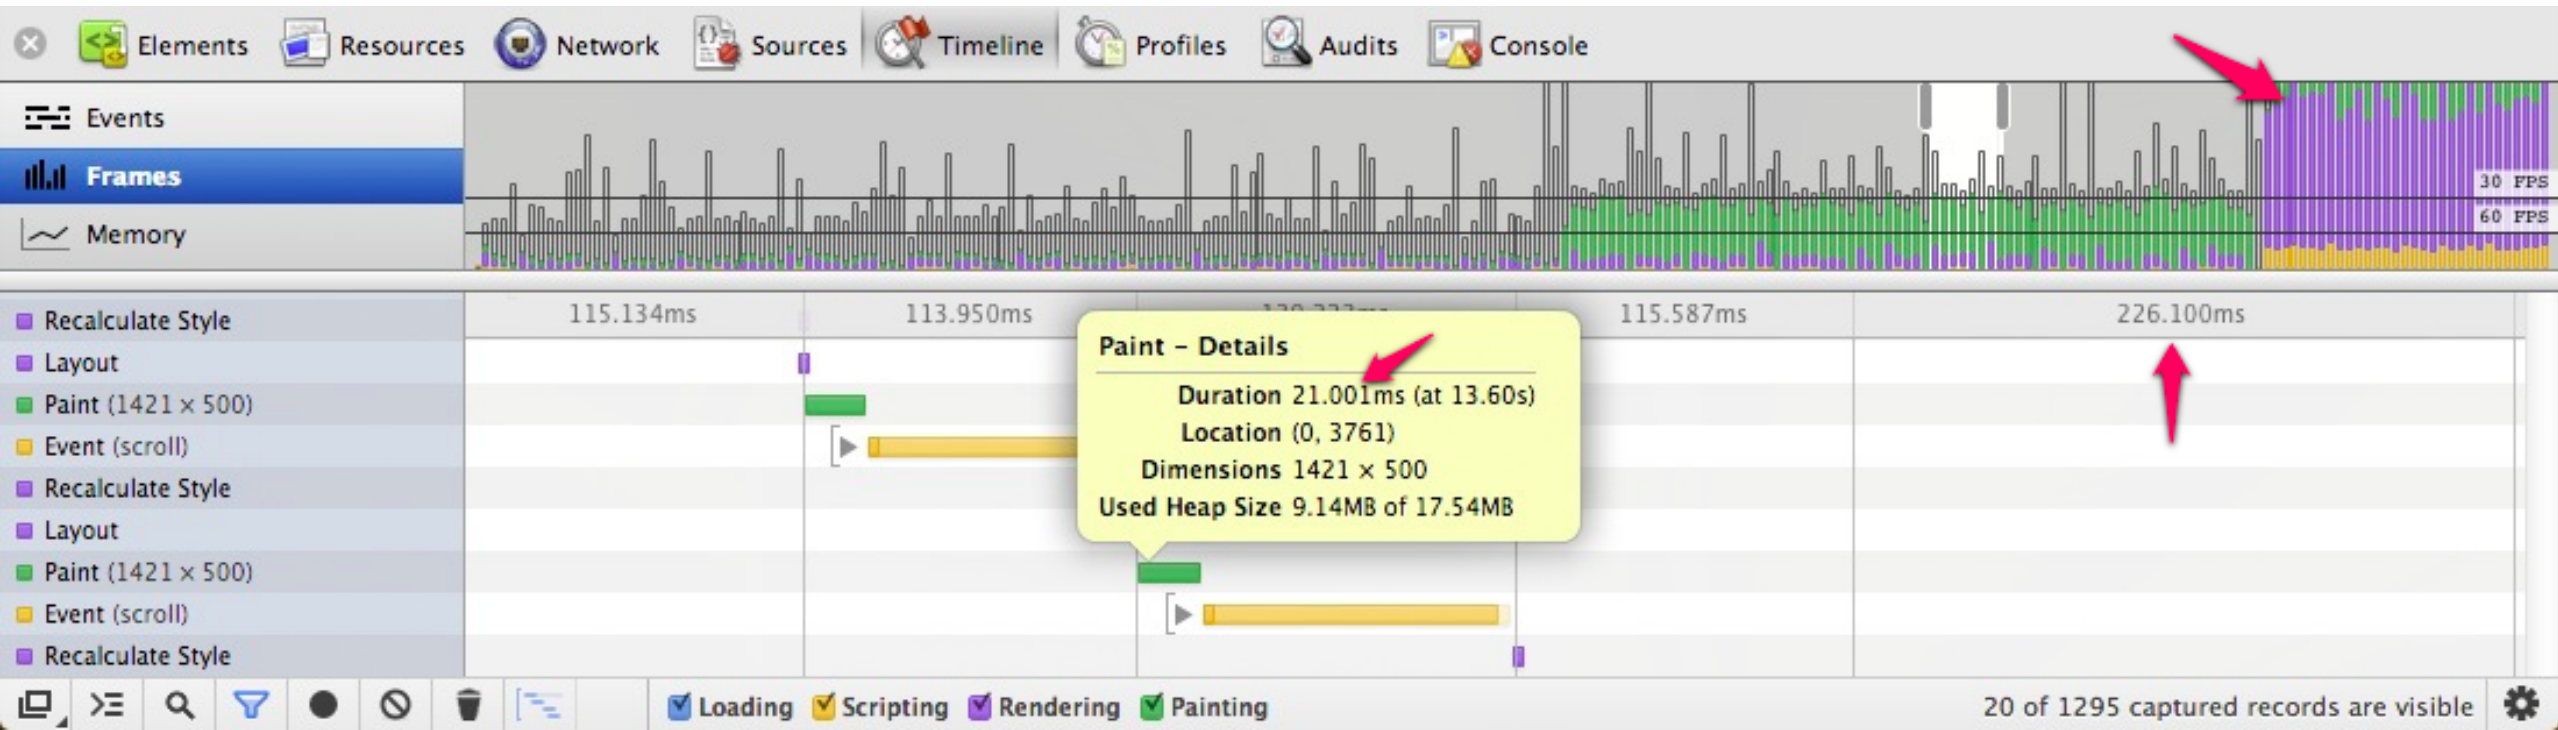 Elements Resources Network Sources Timeline Profiles Audits Console
Events
Frames
Memory
30 FPS
60 FPS
115.134ms 113.950ms 115.587ms 226.100ms
Recalculate Style
Layout
Paint (1421 × 500)
Event (scroll)
Recalculate Style
Layout
Paint (1421 × 500)
Event (scroll)
Recalculate Style
Paint – Details
Duration 21.001ms (at 13.60s)
Location (0, 3761)
Dimensions 1421 × 500
Used Heap Size 9.14MB of 17.54MB
Loading Scripting Rendering Painting
20 of 1295 captured records are visible